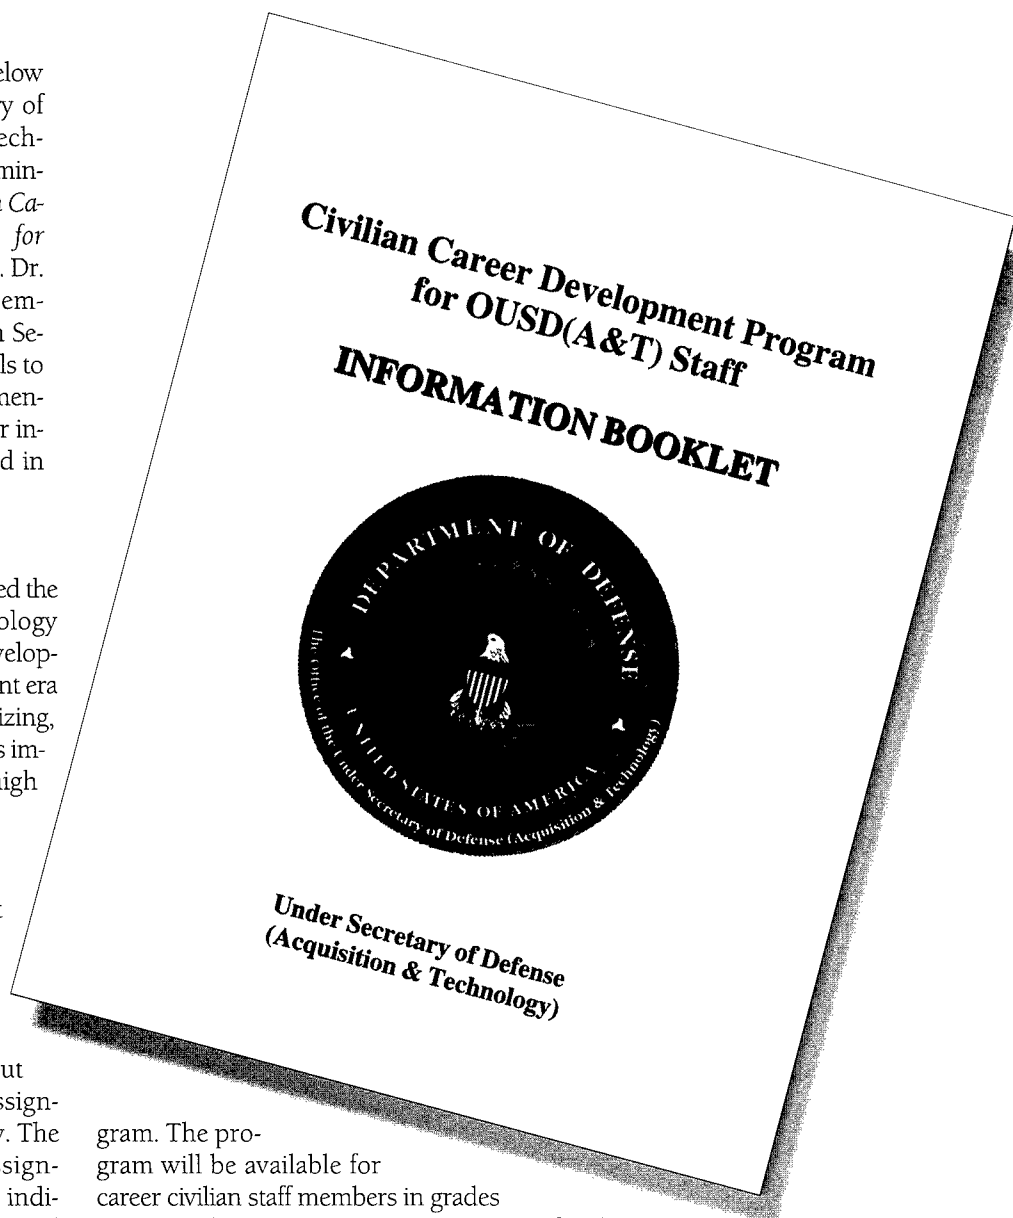 elow
y of
ech-
min-
Ca-
for
. Dr.
em-
n Se-
ls to
nen-
r in-
d in
ed the
ology
velop-
nt era
izing,
s im-
igh
ut
ssign-
. The
sign-
indi-
gram. The pro-
gram will be available for
career civilian staff members in grades
Civilian Career Development Program
for OUSD(A&T) Staff
INFORMATION BOOKLET
DEPARTMENT OF DEFENSE
UNITED STATES OF AMERICA
The Office of the Under Secretary of Defense (Acquisition & Technology)
Under Secretary of Defense
(Acquisition & Technology)